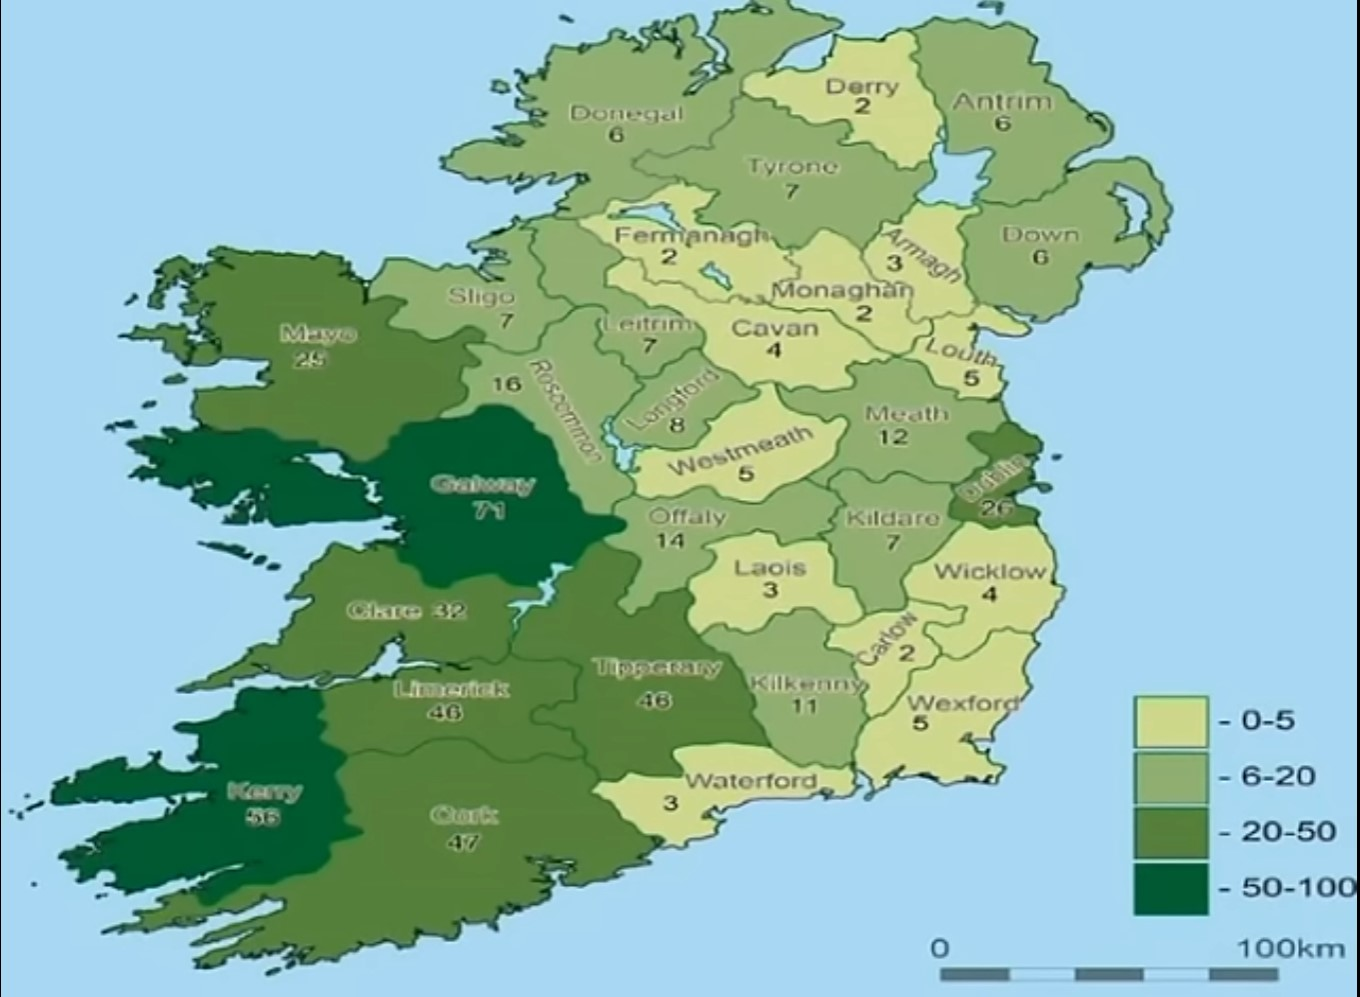 Derry
2
Antrim
6
Donegal
6
Tyrone
7
Fermanagh
2
Armagh
3
Down
6
Monaghan
2
Sligo
7
Leitrim
7
Cavan
4
Louth
5
Mayo
25
16
Roscommon
Longford
8
Meath
12
Westmeath
5
Dublin
26
Galway
71
Offaly
14
Kildare
7
Laois
3
Wicklow
4
Clare 32
Carlow
2
Tipperary
46
Limerick
46
Kilkenny
11
Wexford
5
Waterford
3
Kerry
56
Cork
47
- 0-5
- 6-20
- 20-50
- 50-100
0 100km